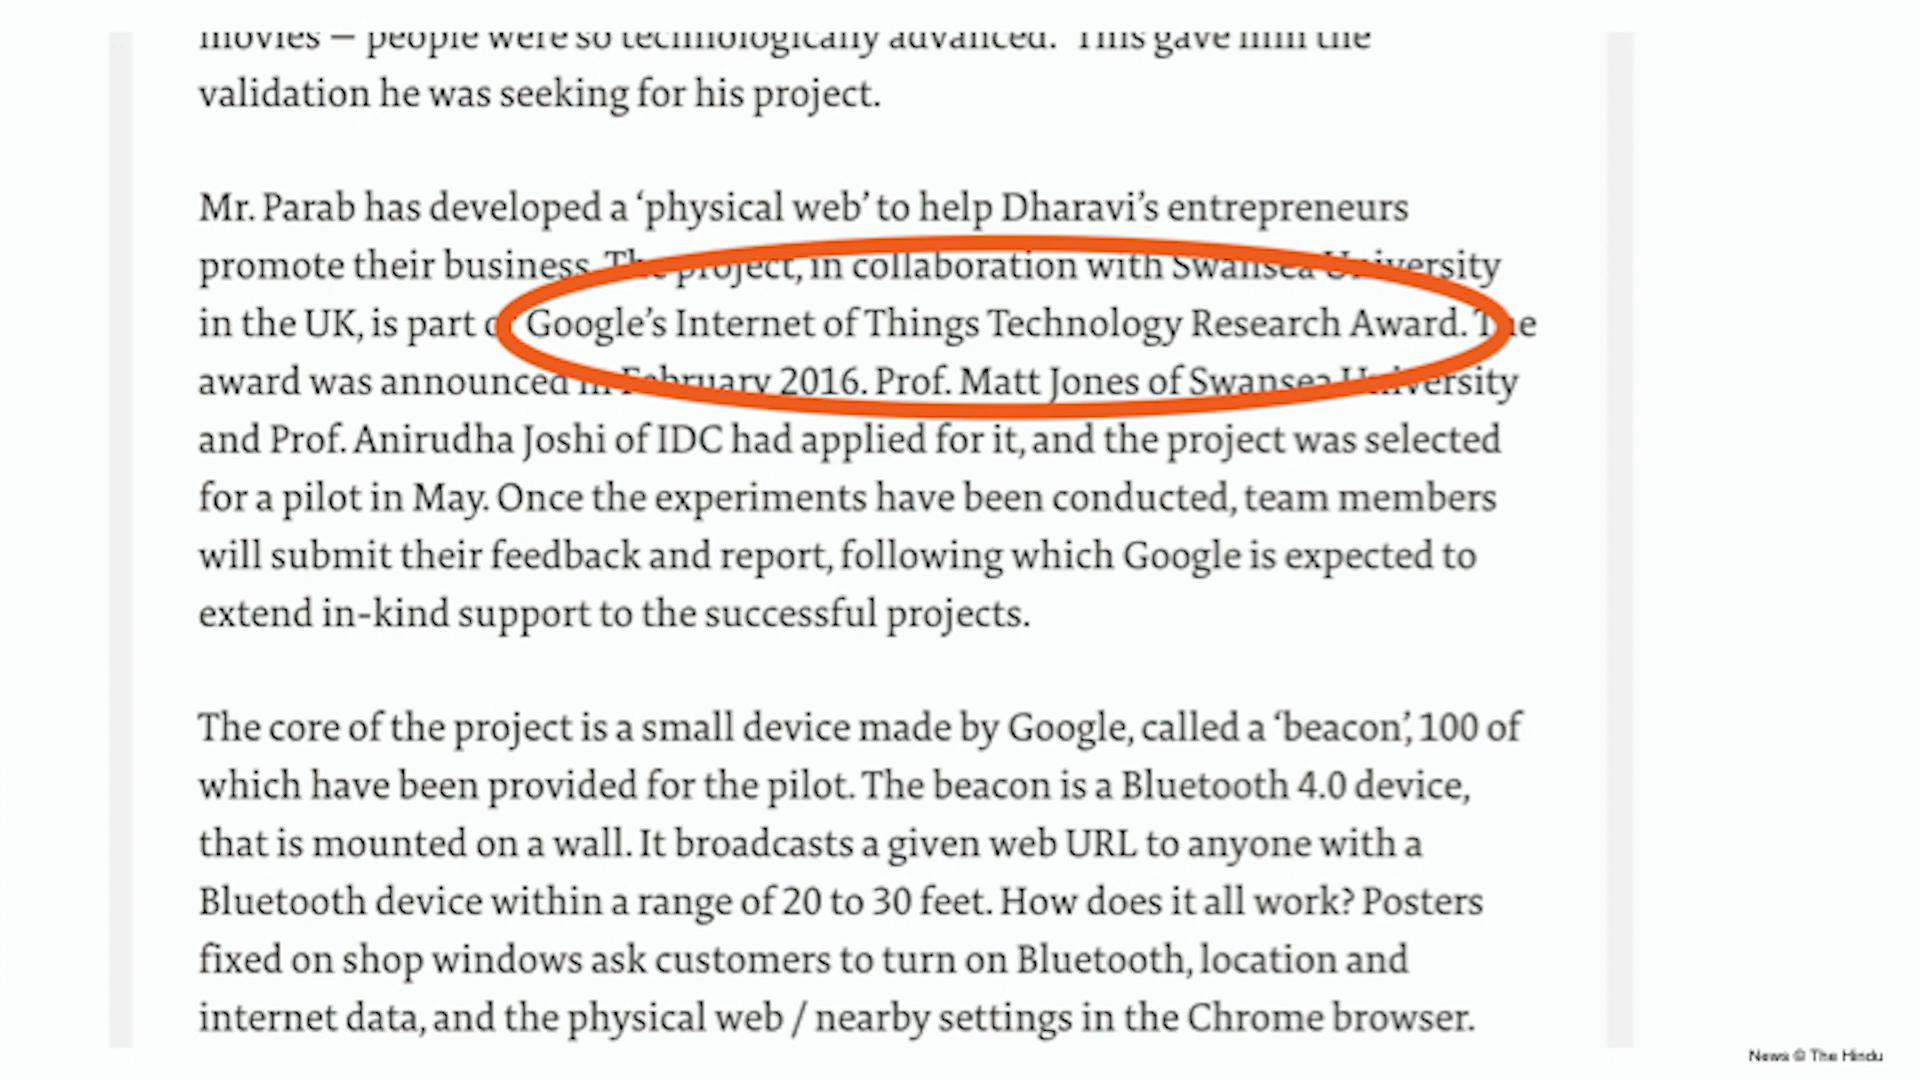 movies — people were so technologically advanced. This gave him the
validation he was seeking for his project.
Mr. Parab has developed a ‘physical web’ to help Dharavi’s entrepreneurs
promote their business. The project, in collaboration with Swansea University
in the UK, is part Google’s Internet of Things Technology Research Award. The
award was announced in February 2016. Prof. Matt Jones of Swansea University
and Prof. Anirudha Joshi of IDC had applied for it, and the project was selected
for a pilot in May. Once the experiments have been conducted, team members
will submit their feedback and report, following which Google is expected to
extend in-kind support to the successful projects.
The core of the project is a small device made by Google, called a ‘beacon’, 100 of
which have been provided for the pilot. The beacon is a Bluetooth 4.0 device,
that is mounted on a wall. It broadcasts a given web URL to anyone with a
Bluetooth device within a range of 20 to 30 feet. How does it all work? Posters
fixed on shop windows ask customers to turn on Bluetooth, location and
internet data, and the physical web / nearby settings in the Chrome browser.
News © The Hindu